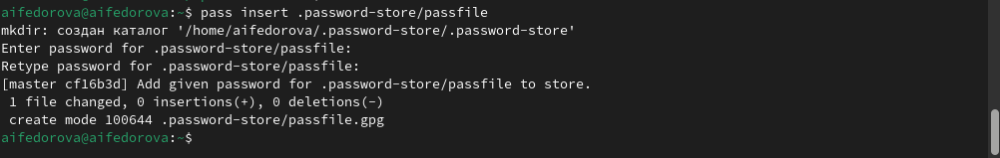 aifedorova@aifedorova:~$ pass insert .password-store/passfile
mkdir: создан каталог '/home/aifedorova/.password-store/.password-store'
Enter password for .password-store/passfile:
Retype password for .password-store/passfile:
[master cf16b3d] Add given password for .password-store/passfile to store.
 1 file changed, 0 insertions(+), 0 deletions(-)
 create mode 100644 .password-store/passfile.gpg
aifedorova@aifedorova:~$